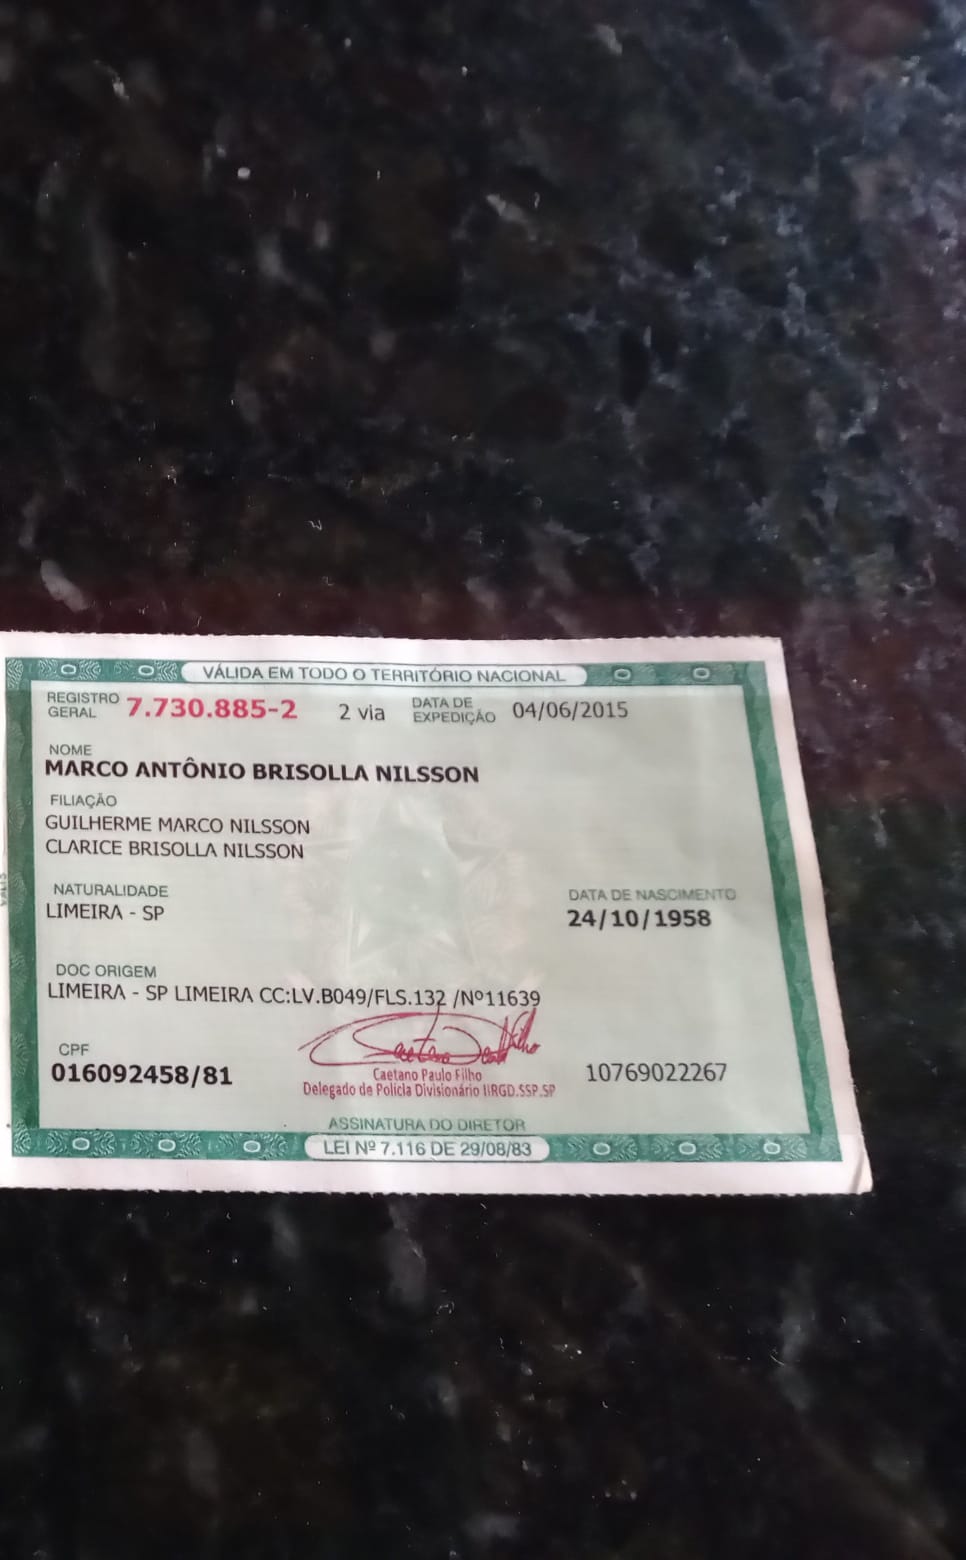 VÁLIDA EM TODO O TERRITÓRIO NACIONAL
REGISTRO GERAL 7.730.885-2 2 via DATA DE EXPEDIÇÃO 04/06/2015
NOME
MARCO ANTÔNIO BRISOLLA NILSSON
FILIAÇÃO
GUILHERME MARCO NILSSON
CLARICE BRISOLLA NILSSON
NATURALIDADE DATA DE NASCIMENTO
LIMEIRA - SP 24/10/1958
DOC ORIGEM
LIMEIRA - SP LIMEIRA CC:LV.B049/FLS.132 /Nº11639
CPF
016092458/81 10769022267
Caetano Paulo Filho
Delegado de Polícia Divisionário IIRGD.SSP.SP
ASSINATURA DO DIRETOR
LEI Nº 7.116 DE 29/08/83